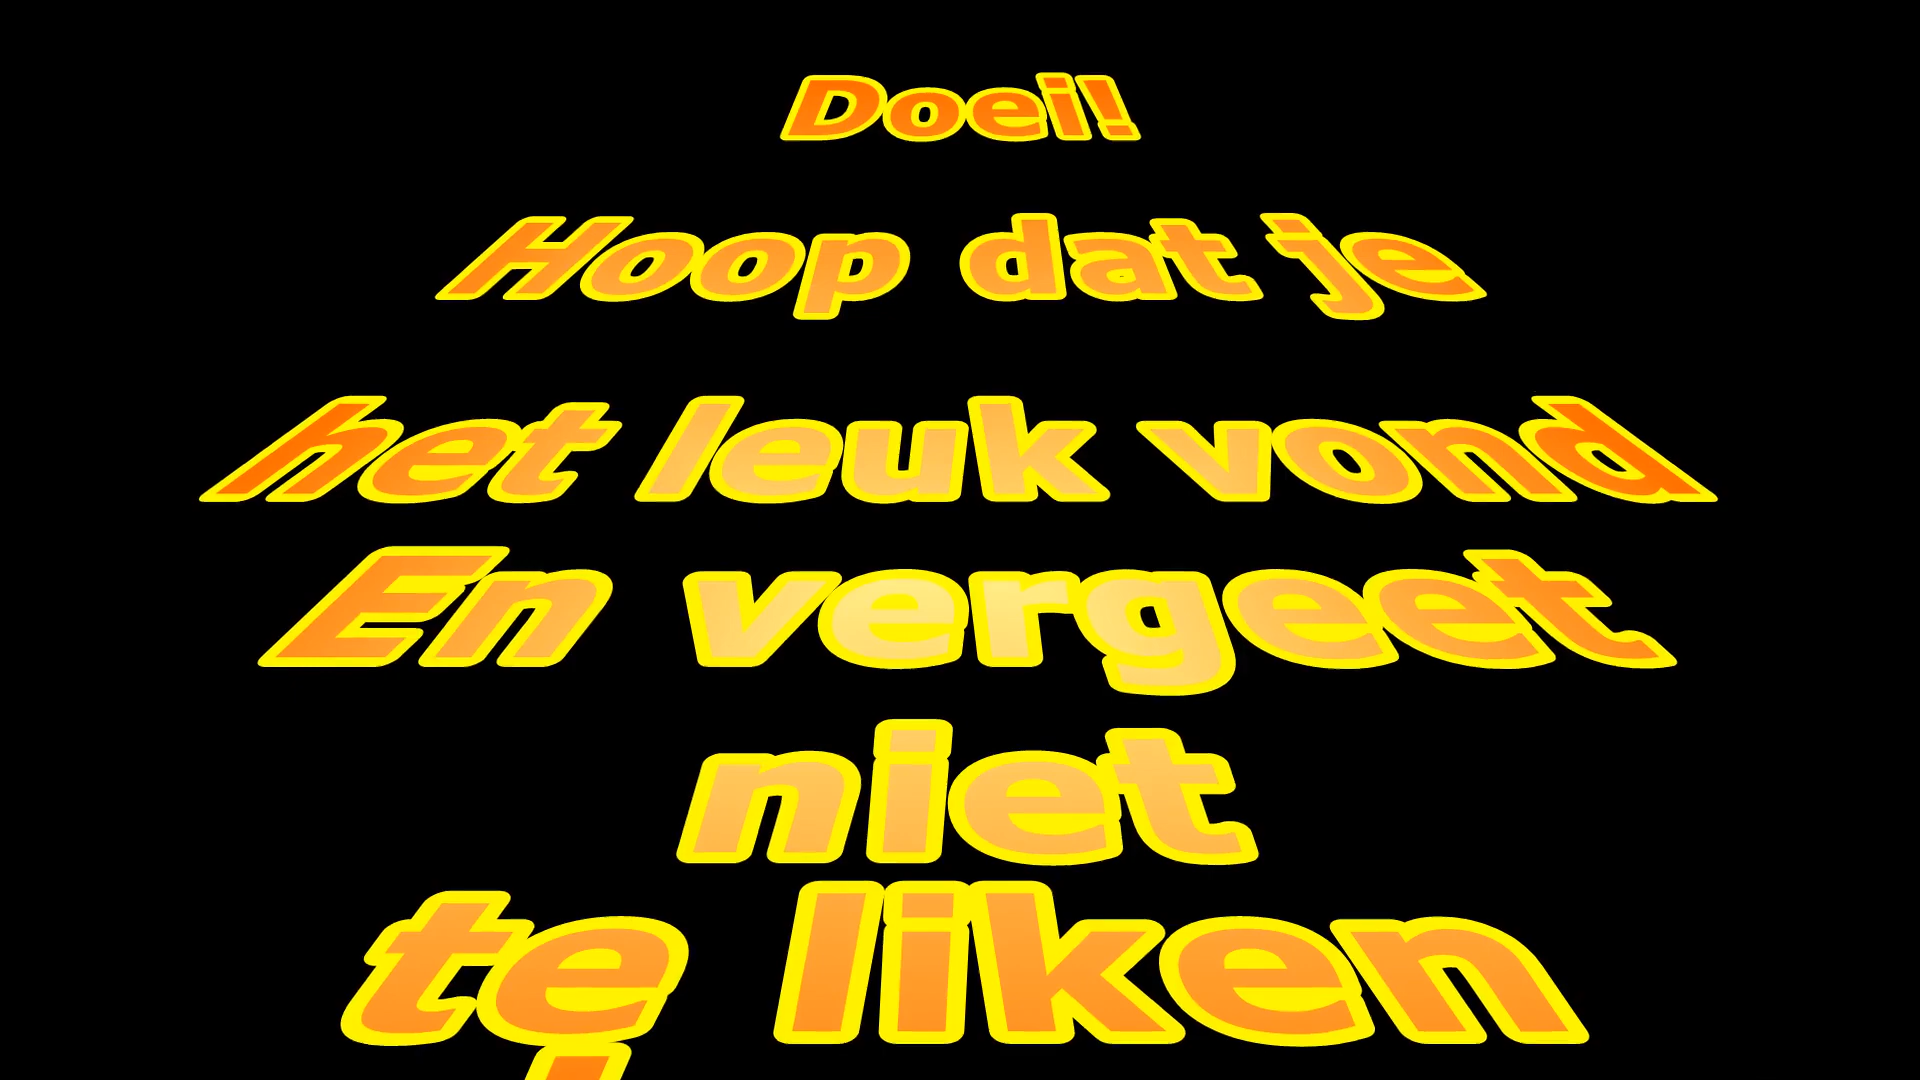 Doei!
Hoop dat je
het leuk vond
En vergeet
niet
te liken